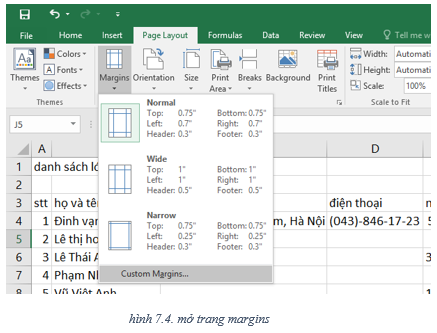 File Home Insert Page Layout Formulas Data Review View Tell me w
Themes
Colors
Fonts
Effects
Themes
Margins Orientation Size Print Area Breaks Background Print Titles
Width: Automati
Height: Automati
Scale: 100%
Scale to Fit
J5
Normal
Top: 0.75" Bottom: 0.75"
Left: 0.7" Right: 0.7"
Header: 0.3" Footer: 0.3"
Wide
Top: 1" Bottom: 1"
Left: 1" Right: 1"
Header: 0.5" Footer: 0.5"
Narrow
Top: 0.75" Bottom: 0.75"
Left: 0.25" Right: 0.25"
Header: 0.3" Footer: 0.3"
Custom Margins...
A D
1 danh sách ló
2
3 stt họ và tê điện thoại
4 1 Đinh vạn m, Hà Nội (043)-846-17-23 5
5 2 Lê thị ho
6 3 Lê Thái A 3
7 4 Phạm Nh
8 5 Vũ Việt Anh
hình 7.4. mở trang margins